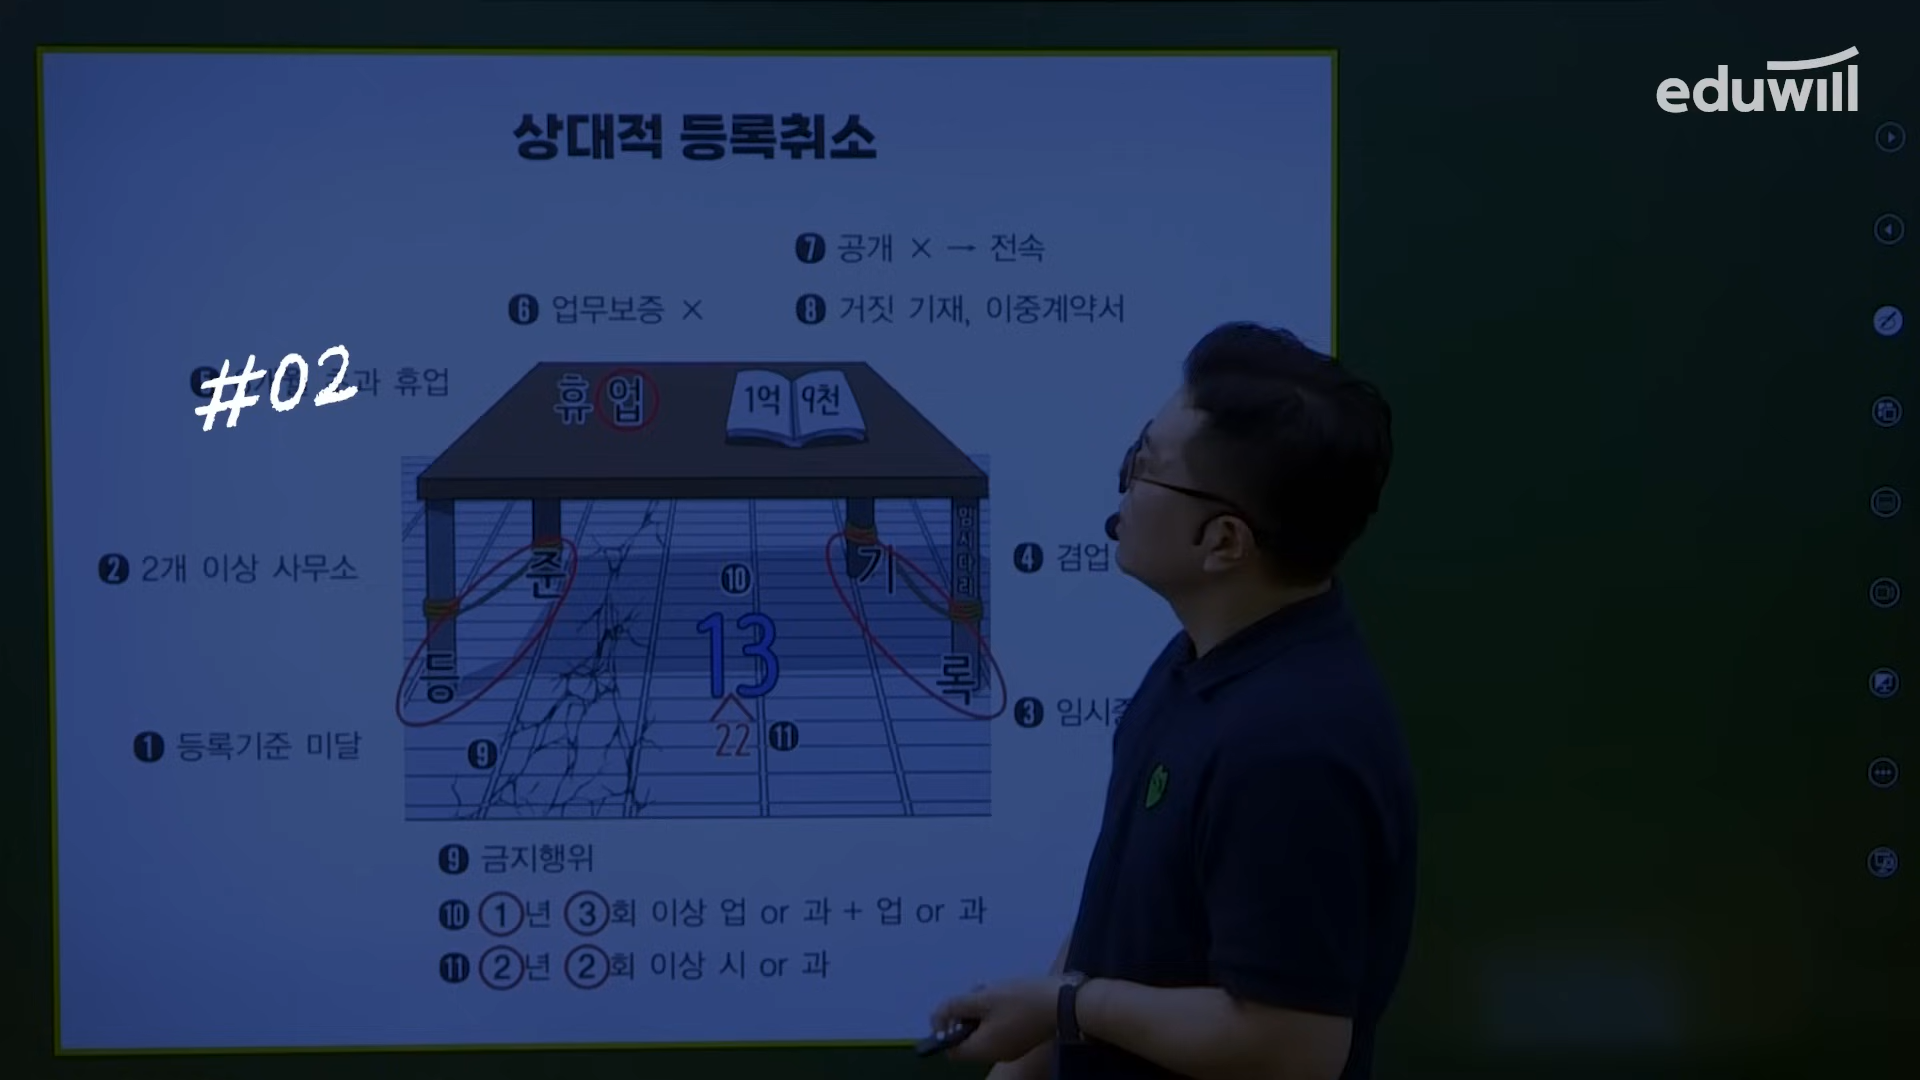 eduwill
상대적 등록취소
❼ 공개 × → 전속
❻ 업무보증 ×
❽ 거짓 기재, 이중계약서
#02
과 휴업
휴업
1억 9천
임시다리
❷ 2개 이상 사무소
준
기
❹ 겸업
❿
13
등
록
❸ 임시중
22
⓫
❶ 등록기준 미달
❾
❾ 금지행위
❿ ①년 ③회 이상 업 or 과 + 업 or 과
⓫ ②년 ②회 이상 시 or 과